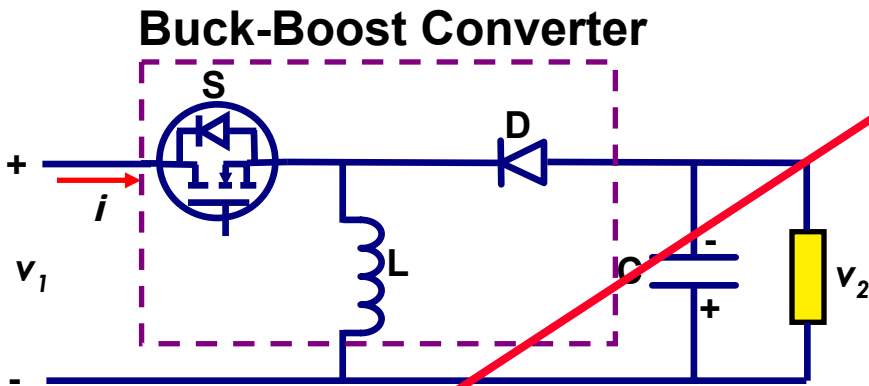 Buck-Boost Converter
S
D
+
i
v1
L
C
-
+
v2
-